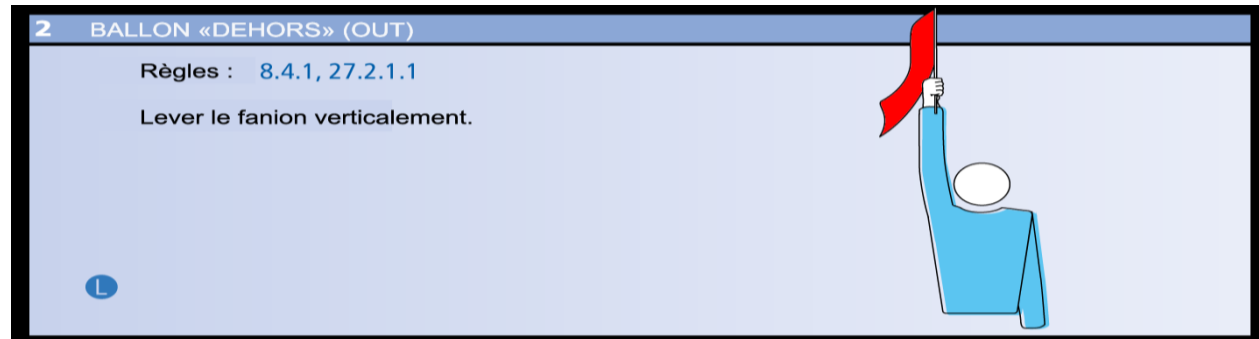 2 BALLON «DEHORS» (OUT)
Règles : 8.4.1, 27.2.1.1
Lever le fanion verticalement.
L